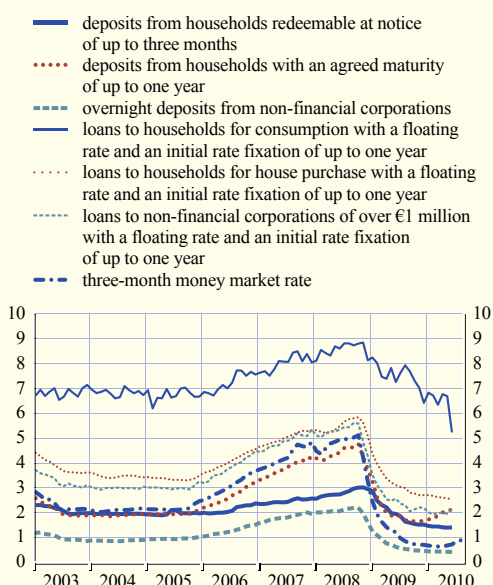 deposits from households redeemable at notice
of up to three months
deposits from households with an agreed maturity
of up to one year
overnight deposits from non-financial corporations
loans to households for consumption with a floating
rate and an initial rate fixation of up to one year
loans to households for house purchase with a floating
rate and an initial rate fixation of up to one year
loans to non-financial corporations of over €1 million
with a floating rate and an initial rate fixation
of up to one year
three-month money market rate
10 10
9 9
8 8
7 7
6 6
5 5
4 4
3 3
2 2
1 1
0 0
2003 2004 2005 2006 2007 2008 2009 2010